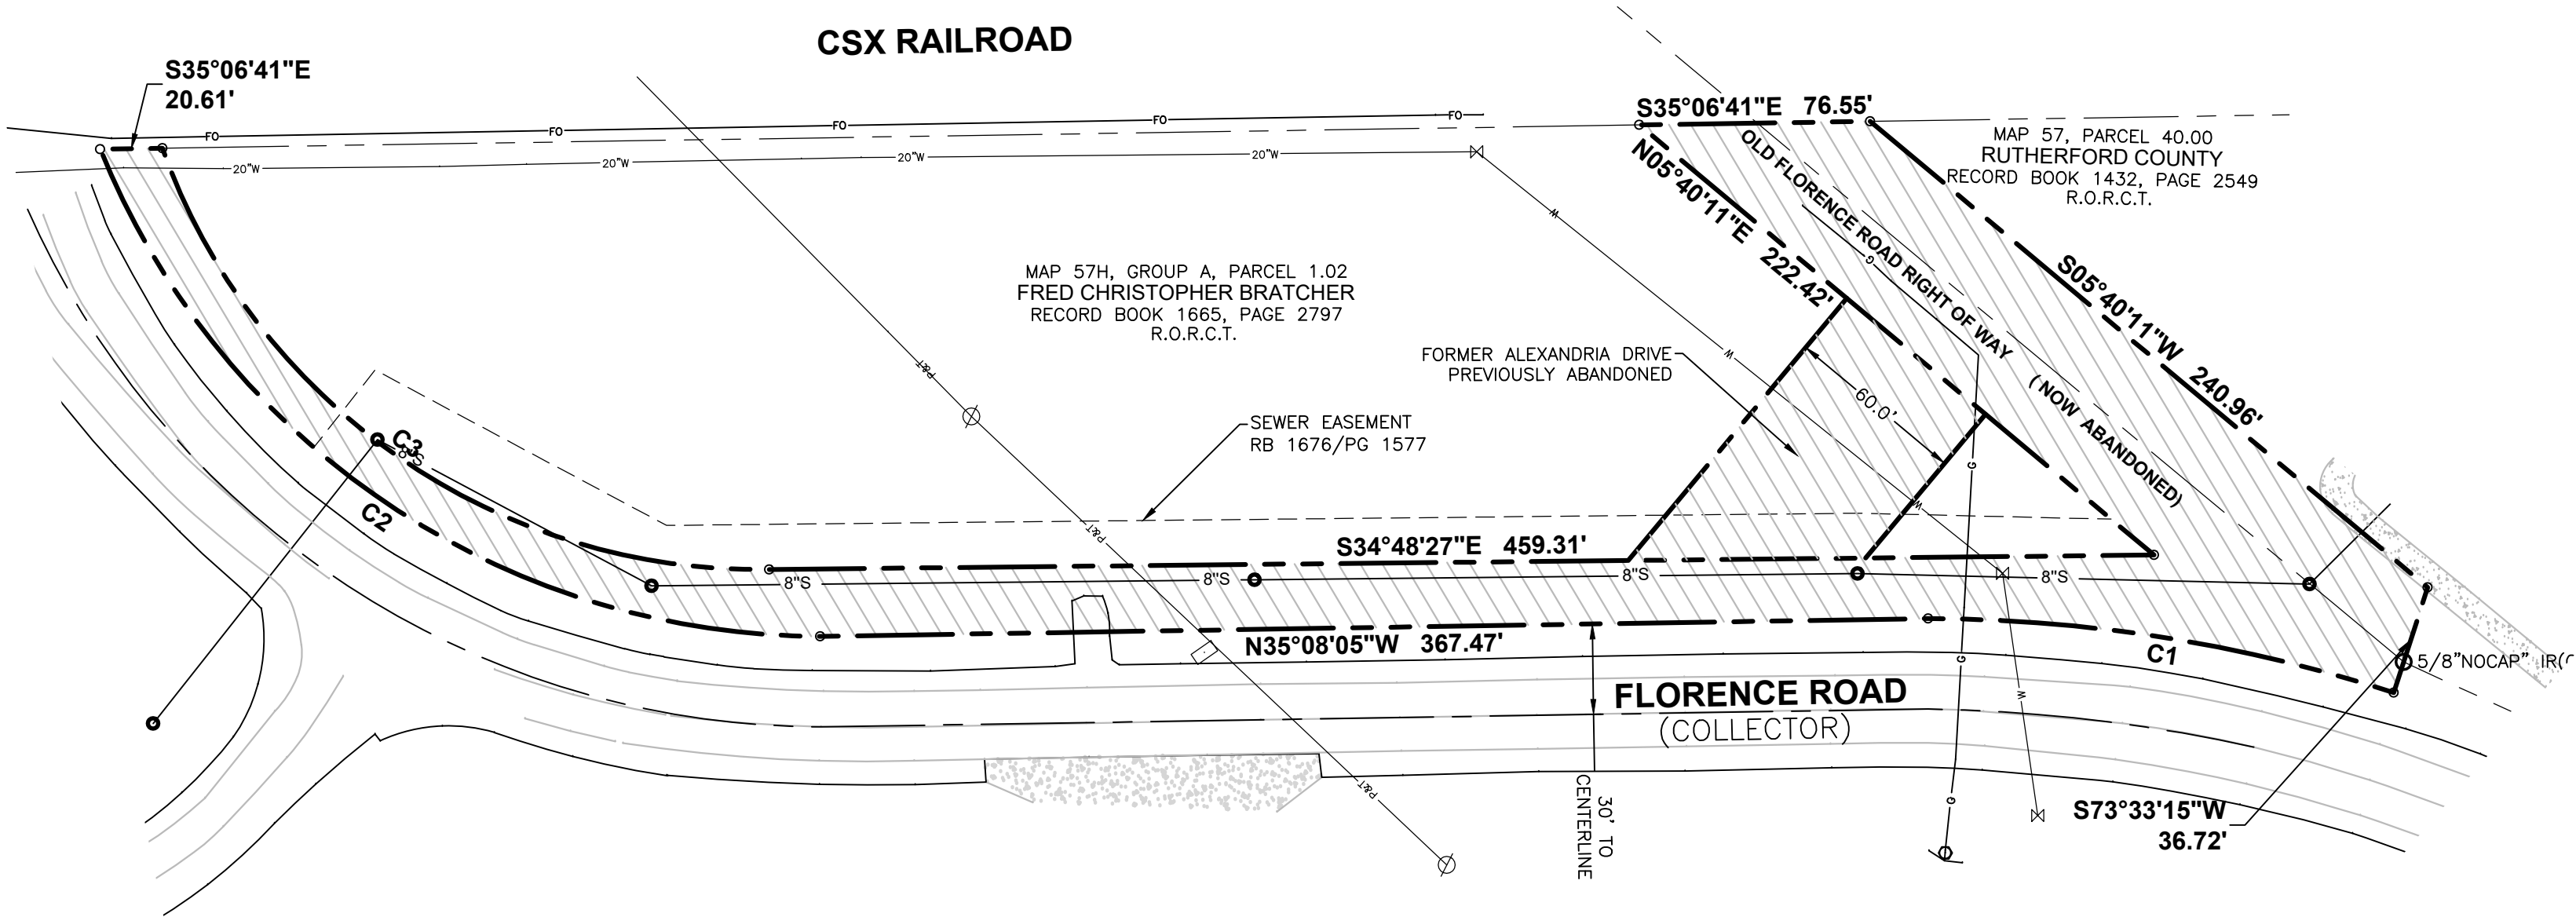 CSX RAILROAD
S35°06'41"E
20.61'
FO
FO
FO
FO
FO
20"W
20"W
20"W
20"W
S35°06'41"E 76.55'
MAP 57, PARCEL 40.00
RUTHERFORD COUNTY
RECORD BOOK 1432, PAGE 2549
R.O.R.C.T.
N05°40'11"E 222.42'
OLD FLORENCE ROAD RIGHT OF WAY
(NOW ABANDONED)
S05°40'11"W 240.96'
MAP 57H, GROUP A, PARCEL 1.02
FRED CHRISTOPHER BRATCHER
RECORD BOOK 1665, PAGE 2797
R.O.R.C.T.
FORMER ALEXANDRIA DRIVE
PREVIOUSLY ABANDONED
60.0'
SEWER EASEMENT
RB 1676/PG 1577
W
W
W
W
G
G
G
G
P&T
P&T
P&T
C3
8"S
C2
S34°48'27"E 459.31'
8"S
8"S
8"S
8"S
N35°08'05"W 367.47'
C1
5/8"NOCAP" IR(
FLORENCE ROAD
(COLLECTOR)
30' TO
CENTERLINE
S73°33'15"W
36.72'